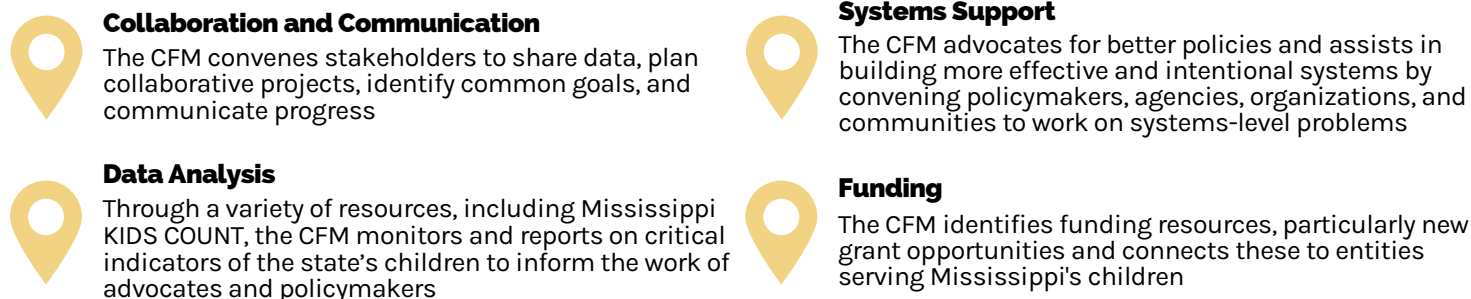 Collaboration and Communication
The CFM convenes stakeholders to share data, plan
collaborative projects, identify common goals, and
communicate progress
Data Analysis
Through a variety of resources, including Mississippi
KIDS COUNT, the CFM monitors and reports on critical
indicators of the state’s children to inform the work of
advocates and policymakers
Systems Support
The CFM advocates for better policies and assists in
building more effective and intentional systems by
convening policymakers, agencies, organizations, and
communities to work on systems-level problems
Funding
The CFM identifies funding resources, particularly new
grant opportunities and connects these to entities
serving Mississippi's children